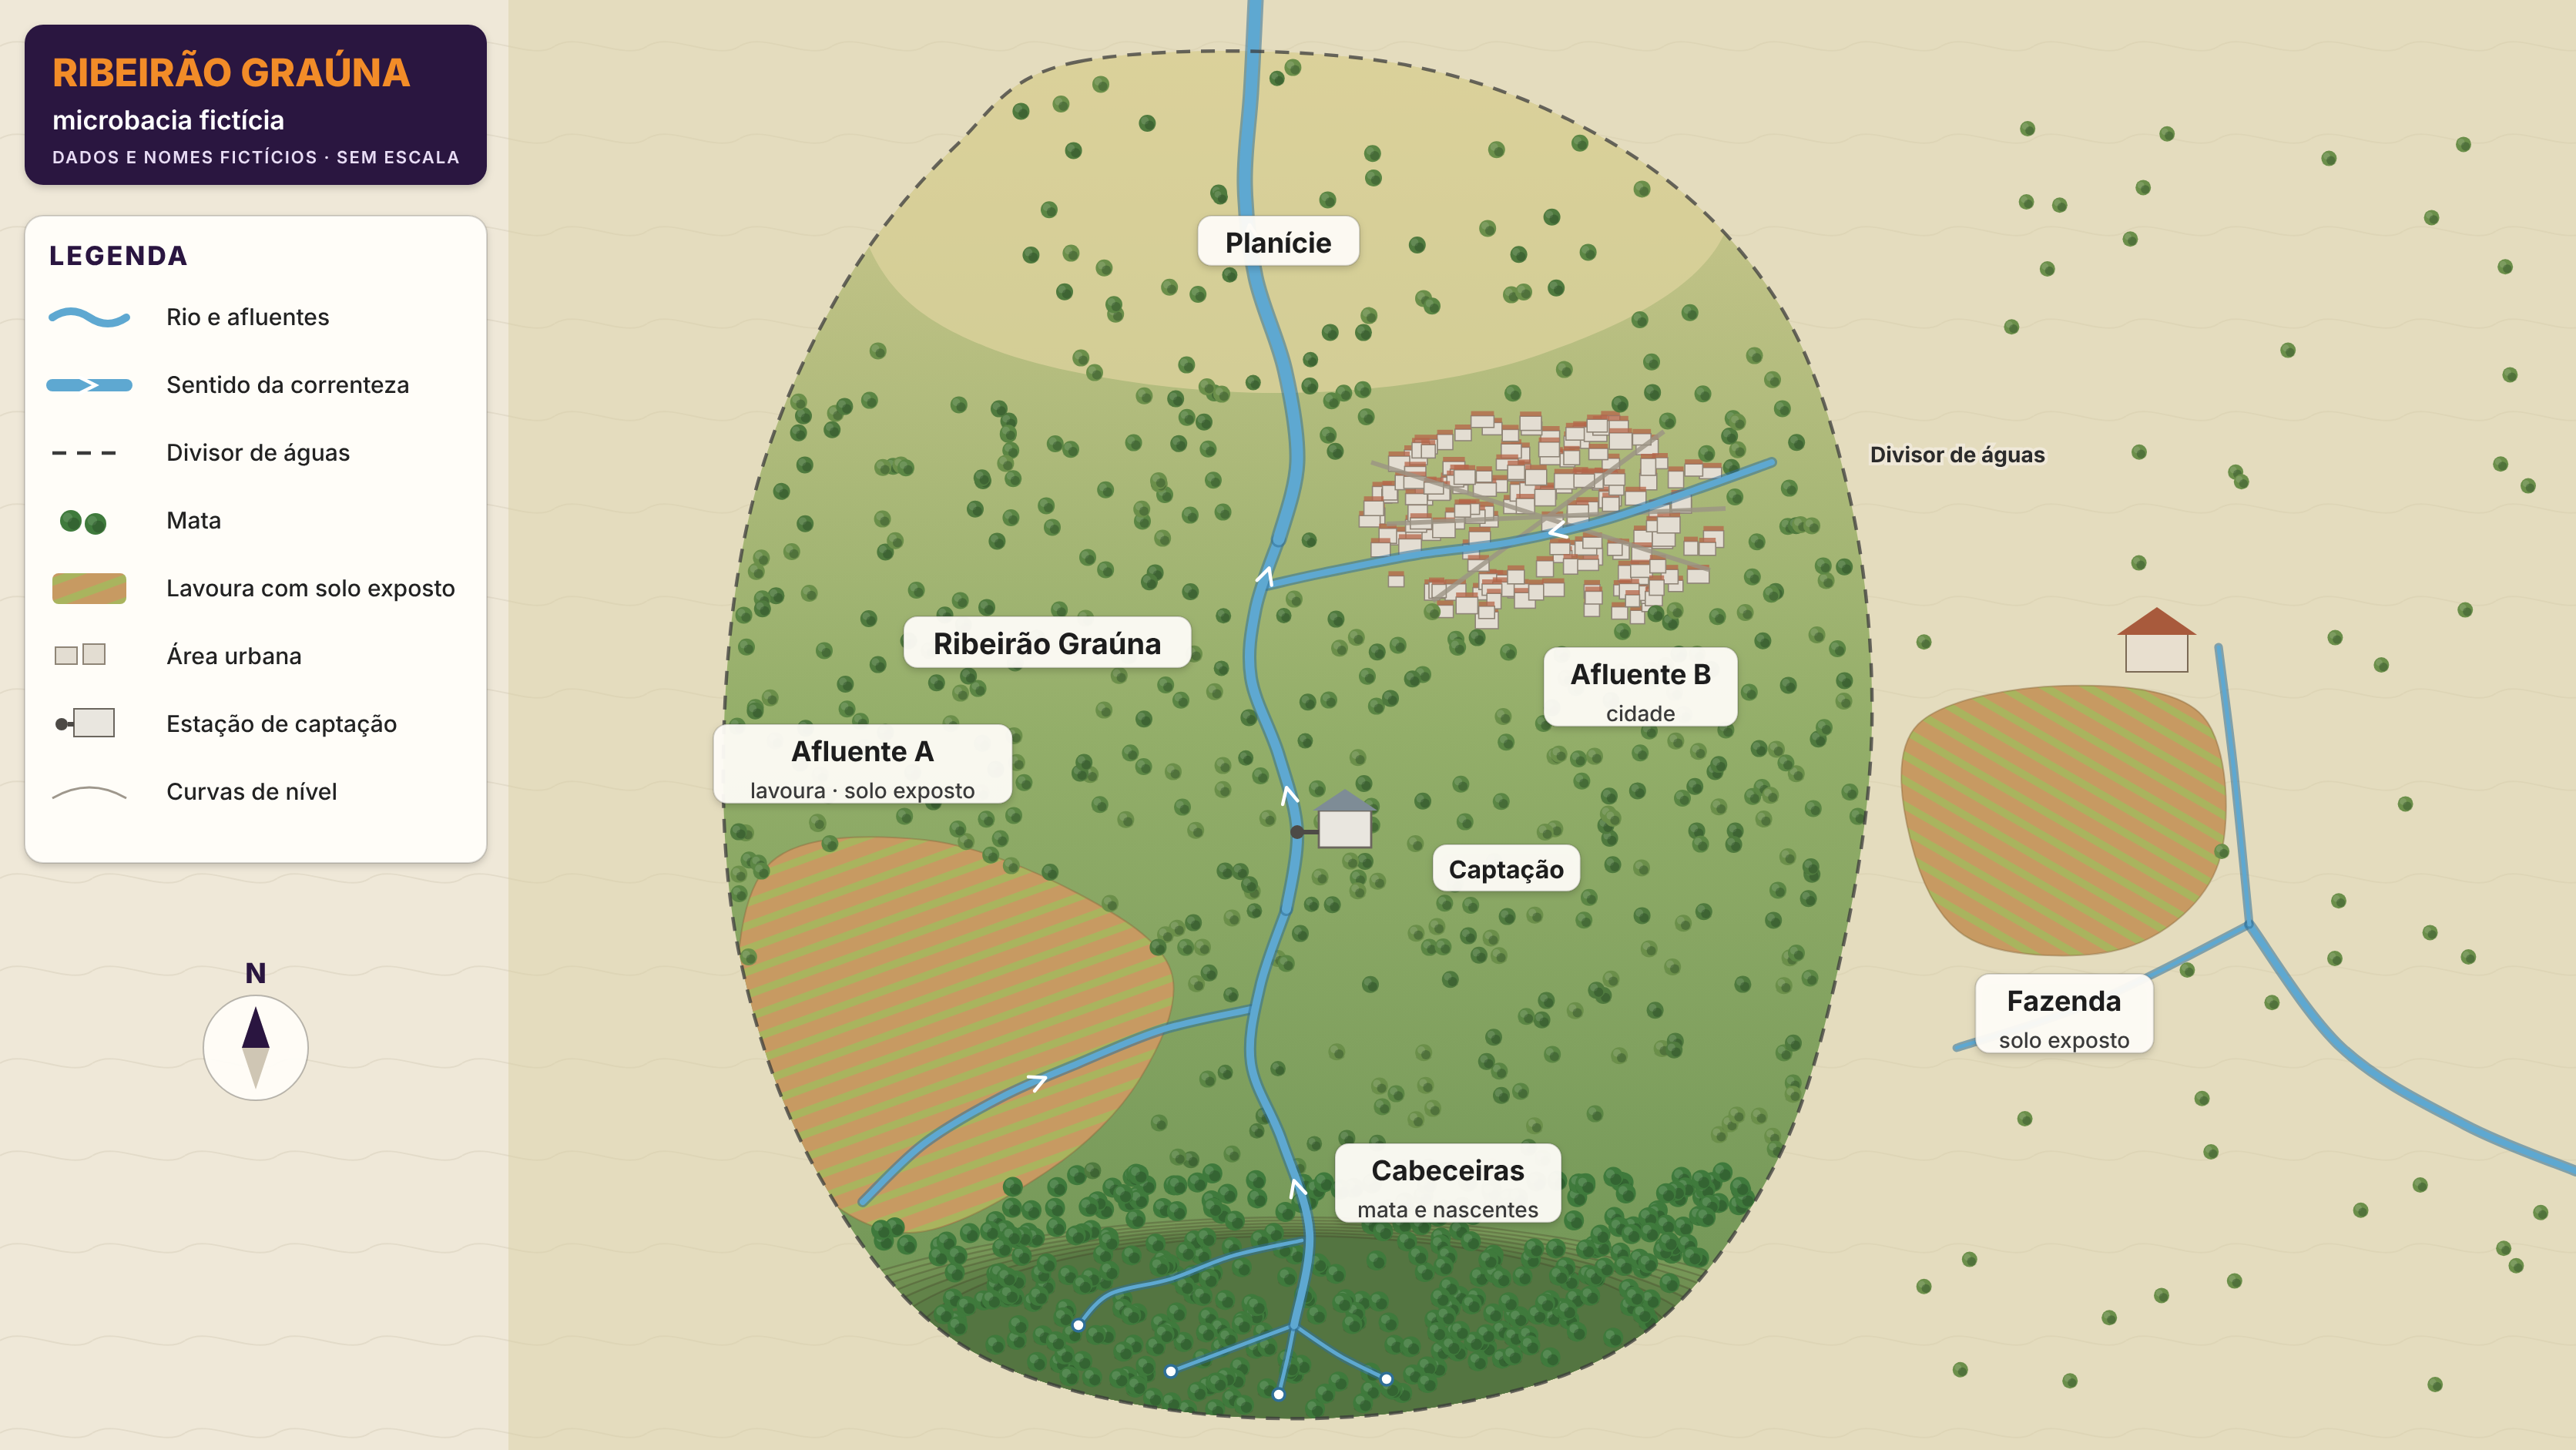 RIBEIRÃO GRAÚNA
microbacia fictícia
DADOS E NOMES FICTÍCIOS · SEM ESCALA
LEGENDA
Rio e afluentes
Sentido da correnteza
Divisor de águas
Mata
Lavoura com solo exposto
Área urbana
Estação de captação
Curvas de nível
N
Planície
Divisor de águas
Ribeirão Graúna
Afluente B
cidade
Afluente A
lavoura · solo exposto
Captação
Fazenda
solo exposto
Cabeceiras
mata e nascentes